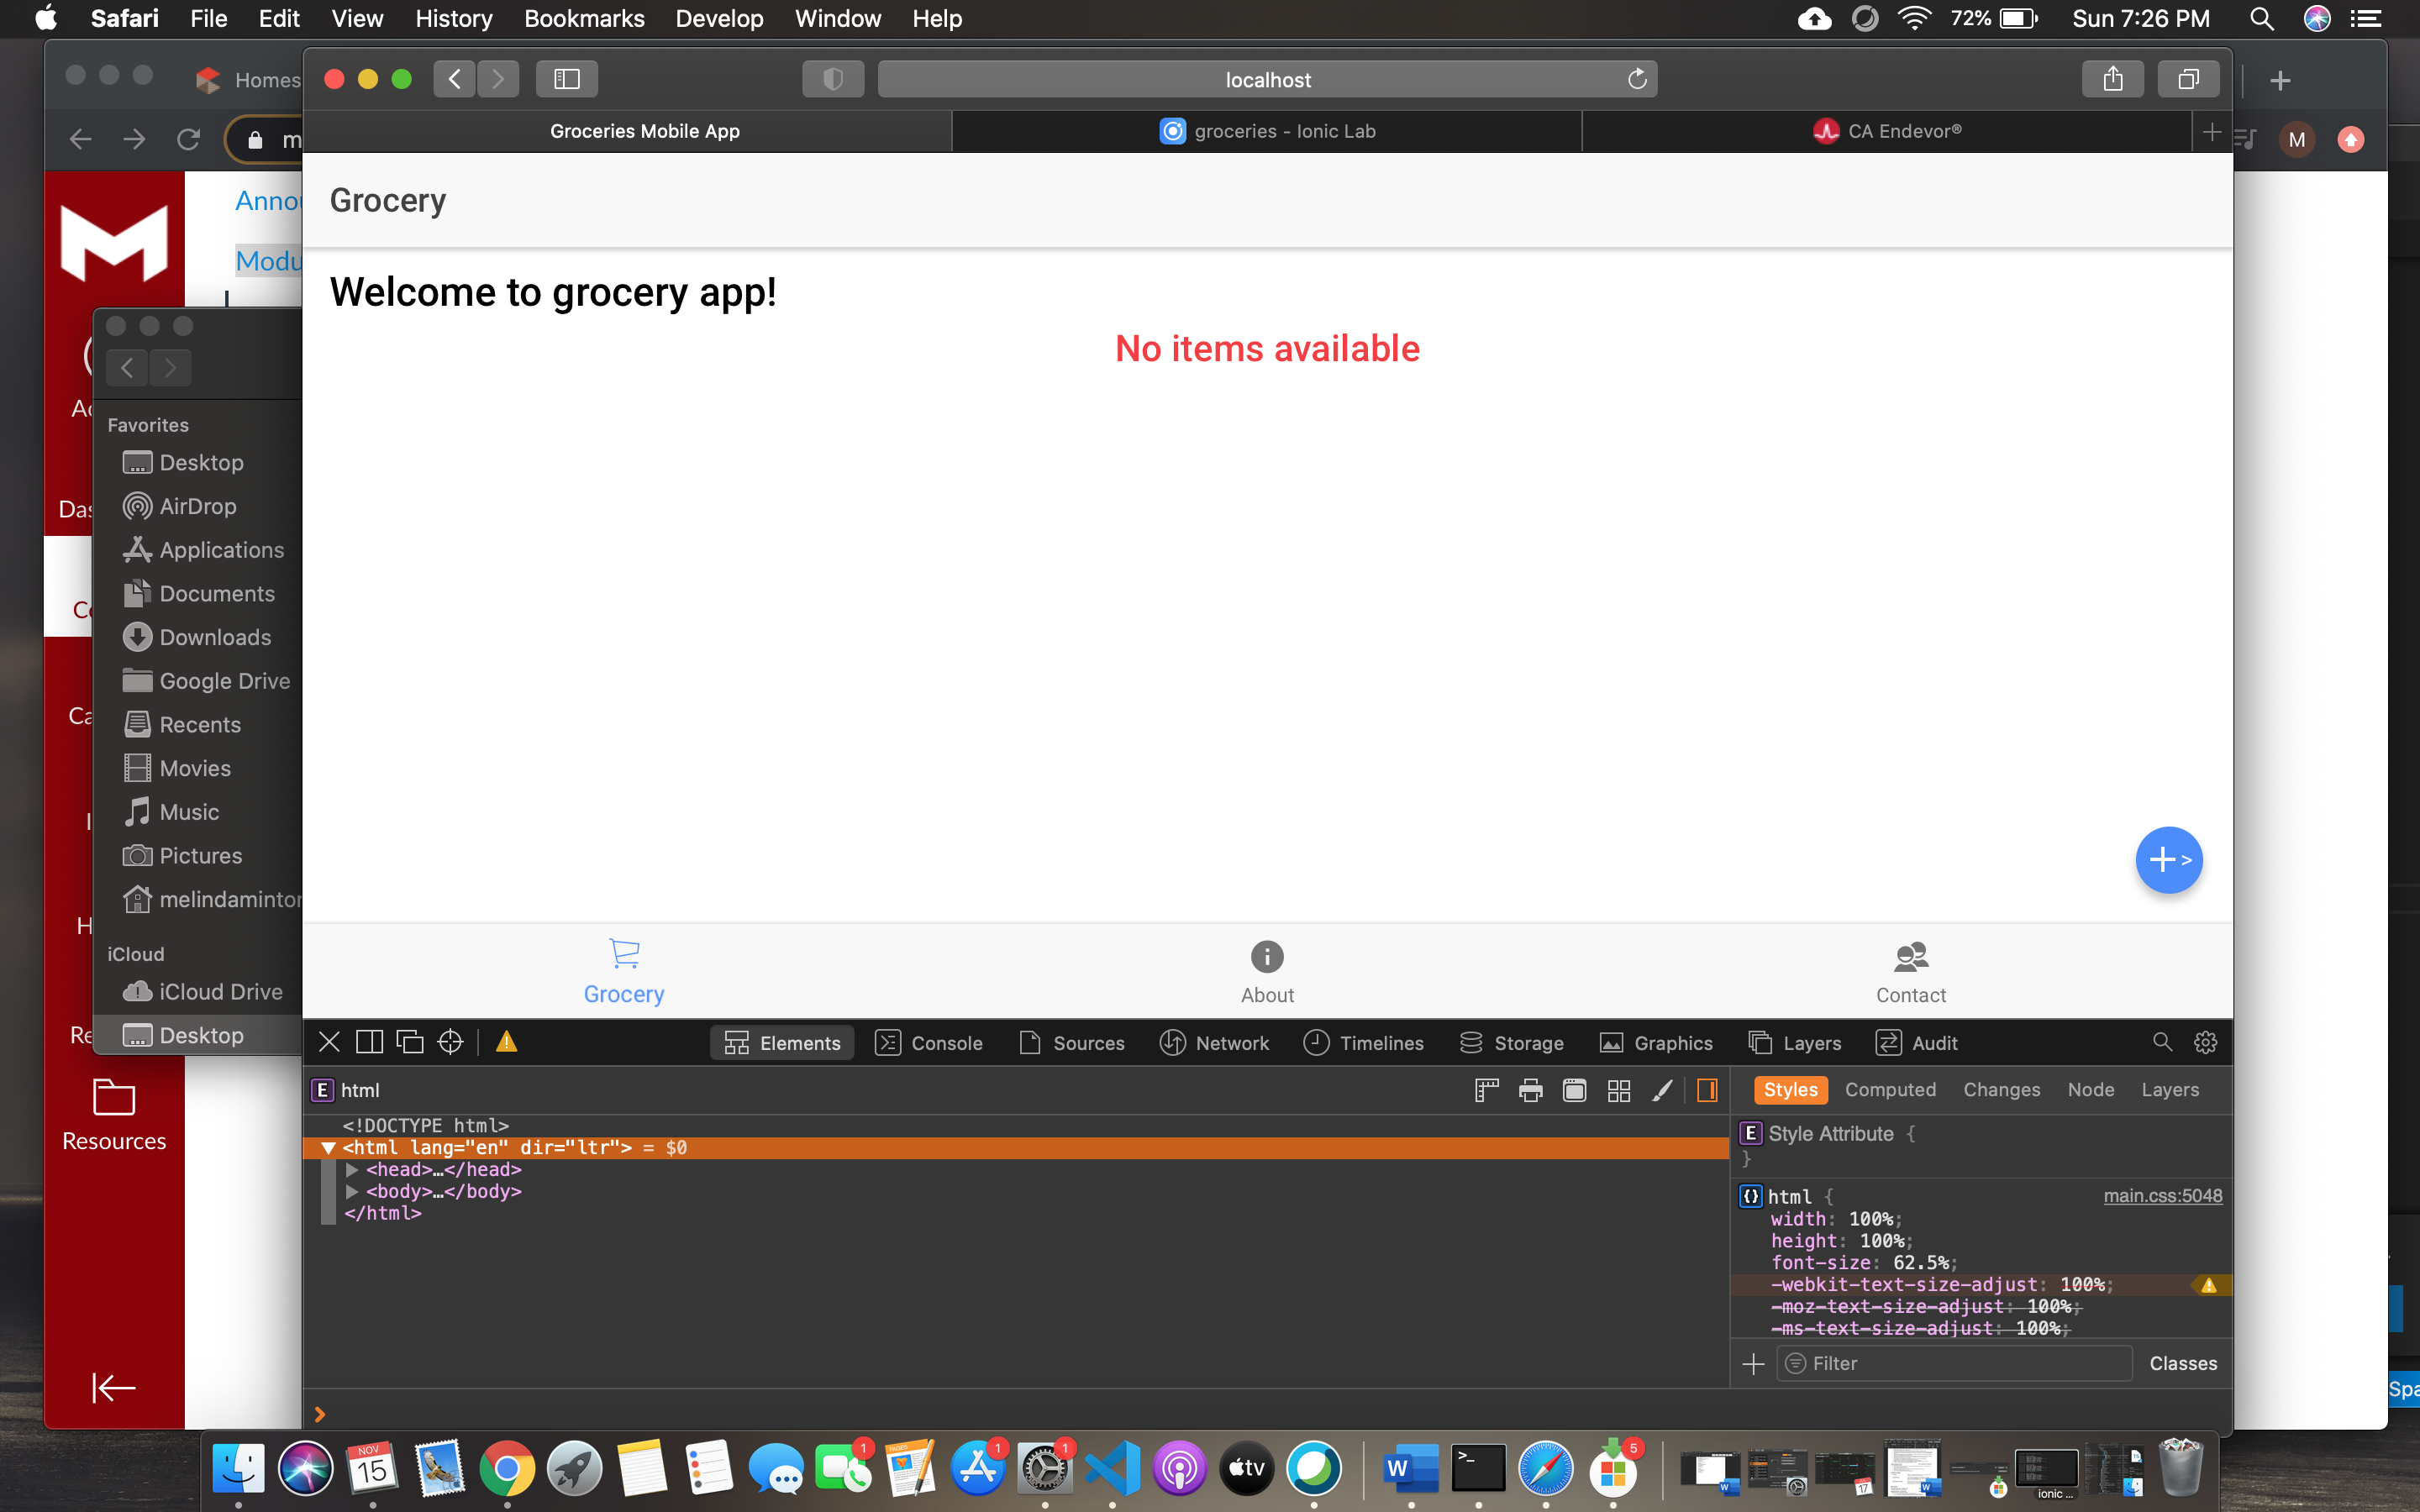 Safari File Edit View History Bookmarks Develop Window Help 72% Sun 7:26 PM
Homes
localhost
M
Groceries Mobile App
groceries - Ionic Lab
CA Endevor®
Anno
Modu
Grocery
Welcome to grocery app!
No items available
Favorites
Desktop
AirDrop
Applications
Documents
Downloads
Google Drive
Recents
Movies
Music
Pictures
melindaminto
iCloud
iCloud Drive
Desktop
Das
Ca
H
Re
Resources
+ >
Grocery
About
Contact
Elements Console Sources Network Timelines Storage Graphics Layers Audit
E html
Styles Computed Changes Node Layers
<!DOCTYPE html>
<html lang="en" dir="ltr"> = $0
<head>…</head>
<body>…</body>
</html>
E Style Attribute {
}
{} html { main.css:5048
width: 100%;
height: 100%;
font-size: 62.5%;
-webkit-text-size-adjust: 100%;
-moz-text-size-adjust: 100%;
-ms-text-size-adjust: 100%;
Filter
Classes
Spa
NOV
15
PAGES
1
1
1
tv
W
>_
5
17
ionic ...